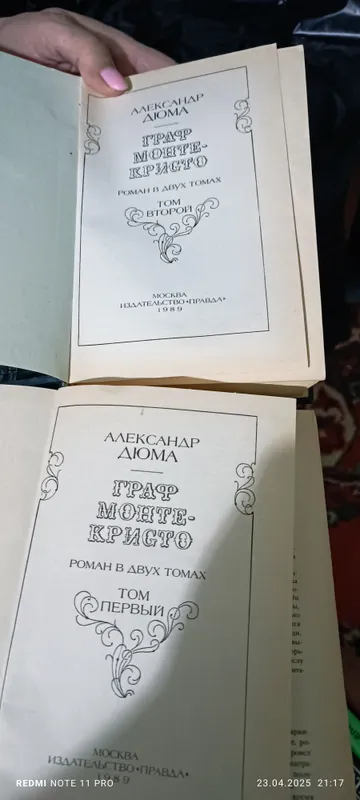 АЛЕКСАНДР
ДЮМА
ГРАФ
МОНТЕ-
КРИСТО
РОМАН В ДВУХ ТОМАХ
ТОМ
ВТОРОЙ
МОСКВА
ИЗДАТЕЛЬСТВО «ПРАВДА»
1989
АЛЕКСАНДР
ДЮМА
ГРАФ
МОНТЕ-
КРИСТО
РОМАН В ДВУХ ТОМАХ
ТОМ
ПЕРВЫЙ
МОСКВА
ИЗДАТЕЛЬСТВО «ПРАВДА»
1989
REDMI NOTE 11 PRO
23.04.2025 21:17